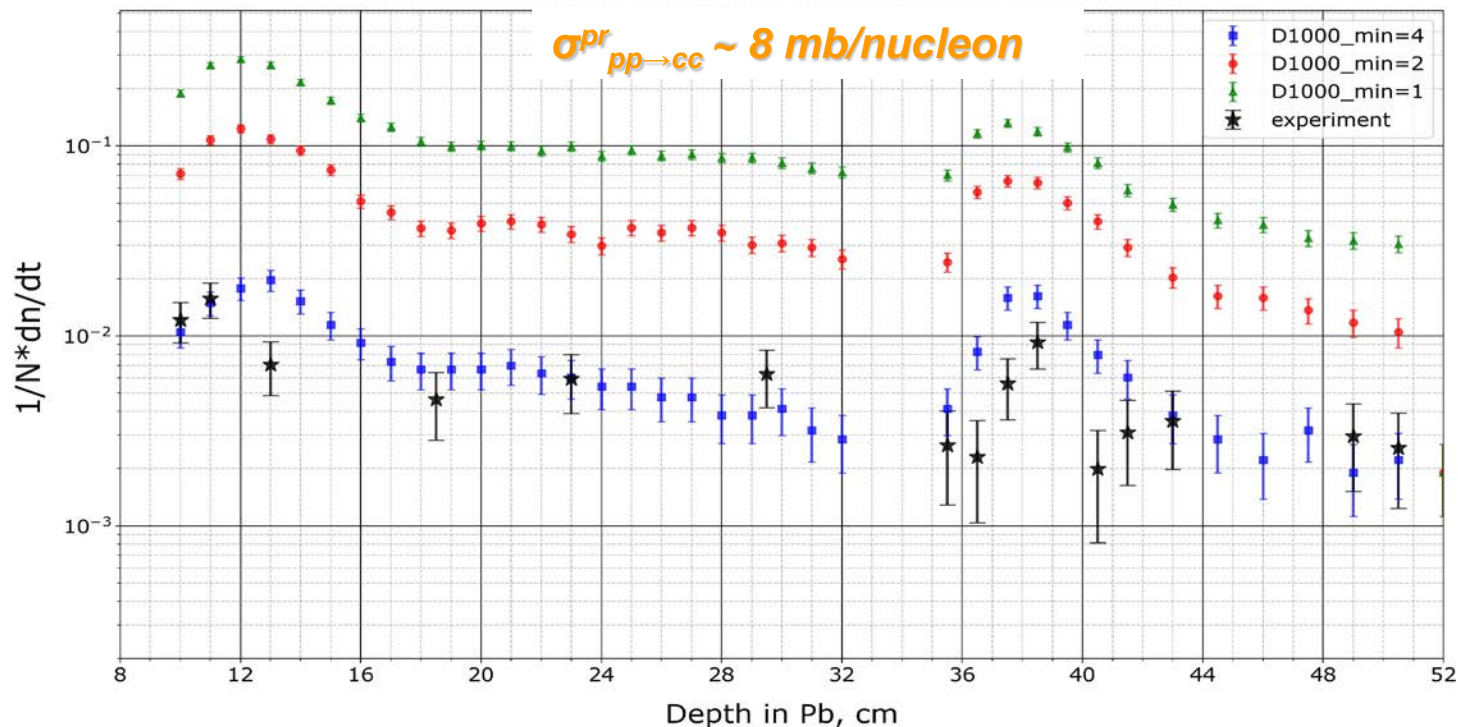 σ^pr_pp→cc ~ 8 mb/nucleon
D1000_min=4
D1000_min=2
D1000_min=1
experiment
1/N*dn/dt
10⁻¹
10⁻²
10⁻³
8 12 16 20 24 28 32 36 40 44 48 52
Depth in Pb, cm